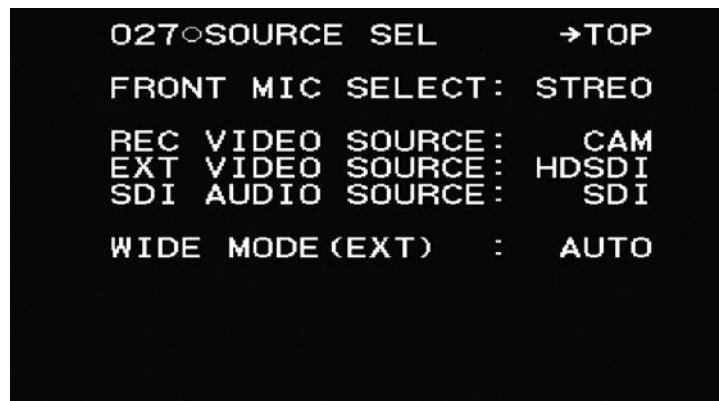 027○SOURCE SEL →TOP
FRONT MIC SELECT: STREO
REC VIDEO SOURCE: CAM
EXT VIDEO SOURCE: HDSDI
SDI AUDIO SOURCE: SDI
WIDE MODE(EXT) : AUTO